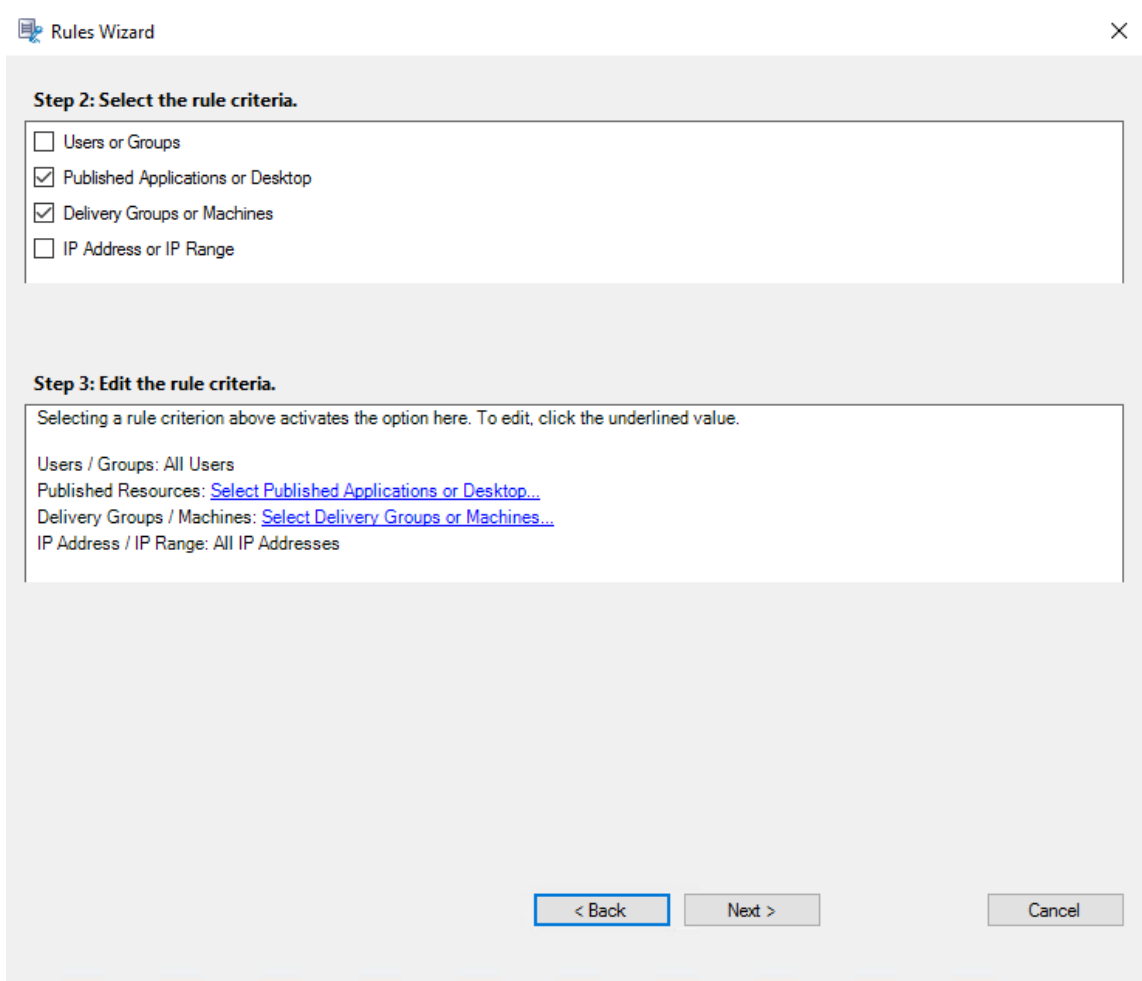 Rules Wizard
Step 2: Select the rule criteria.
Users or Groups
Published Applications or Desktop
Delivery Groups or Machines
IP Address or IP Range
Step 3: Edit the rule criteria.
Selecting a rule criterion above activates the option here. To edit, click the underlined value.
Users / Groups: All Users
Published Resources: Select Published Applications or Desktop...
Delivery Groups / Machines: Select Delivery Groups or Machines...
IP Address / IP Range: All IP Addresses
< Back Next > Cancel